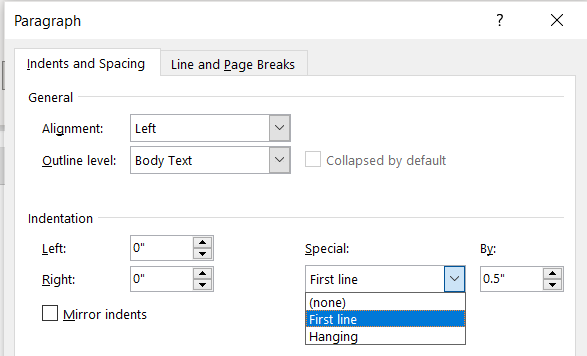 Paragraph ? ×
Indents and Spacing Line and Page Breaks
General
Alignment: Left
Outline level: Body Text Collapsed by default
Indentation
Left: 0" Special: By:
Right: 0" First line 0.5"
(none)
Mirror indents First line
Hanging